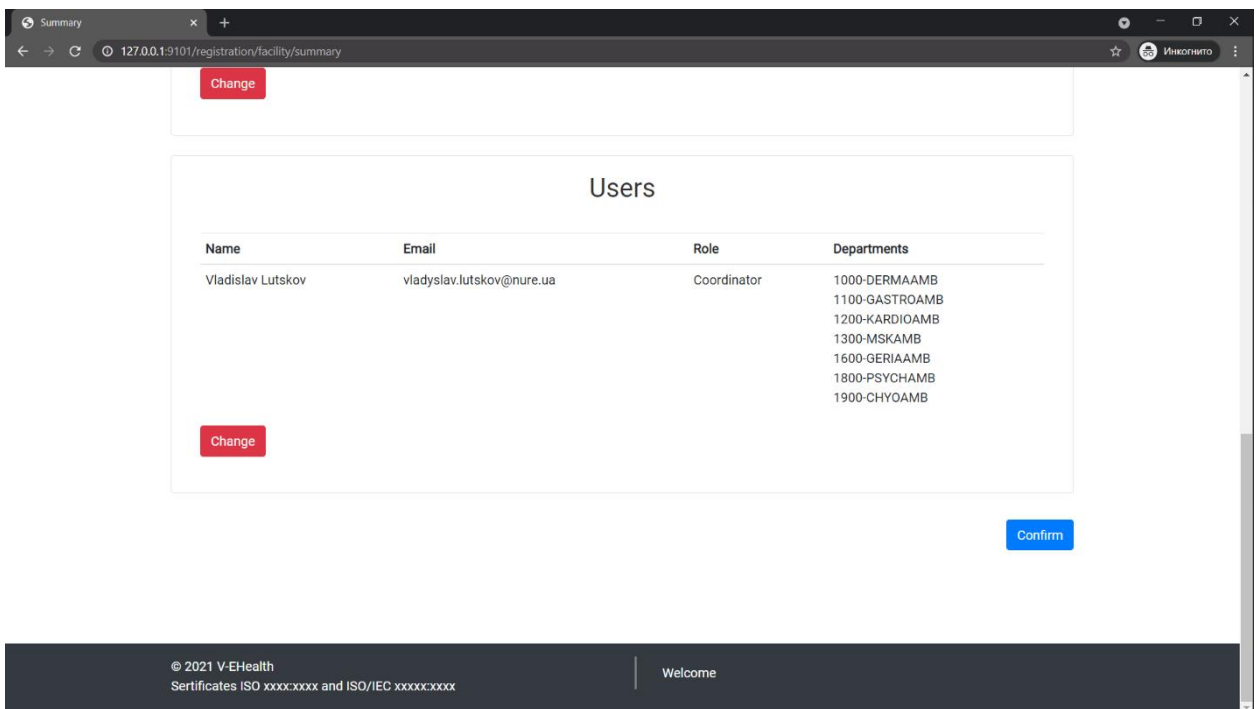 Summary
127.0.0.1:9101/registration/facility/summary
Инкогнито
Change
Users
Name Email Role Departments
Vladislav Lutskov vladyslav.lutskov@nure.ua Coordinator 1000-DERMAAMB
1100-GASTROAMB
1200-KARDIOAMB
1300-MSKAMB
1600-GERIAAMB
1800-PSYCHAMB
1900-CHYOAMB
Change
Confirm
© 2021 V-EHealth
Sertificates ISO xxxx:xxxx and ISO/IEC xxxxx:xxxx
Welcome